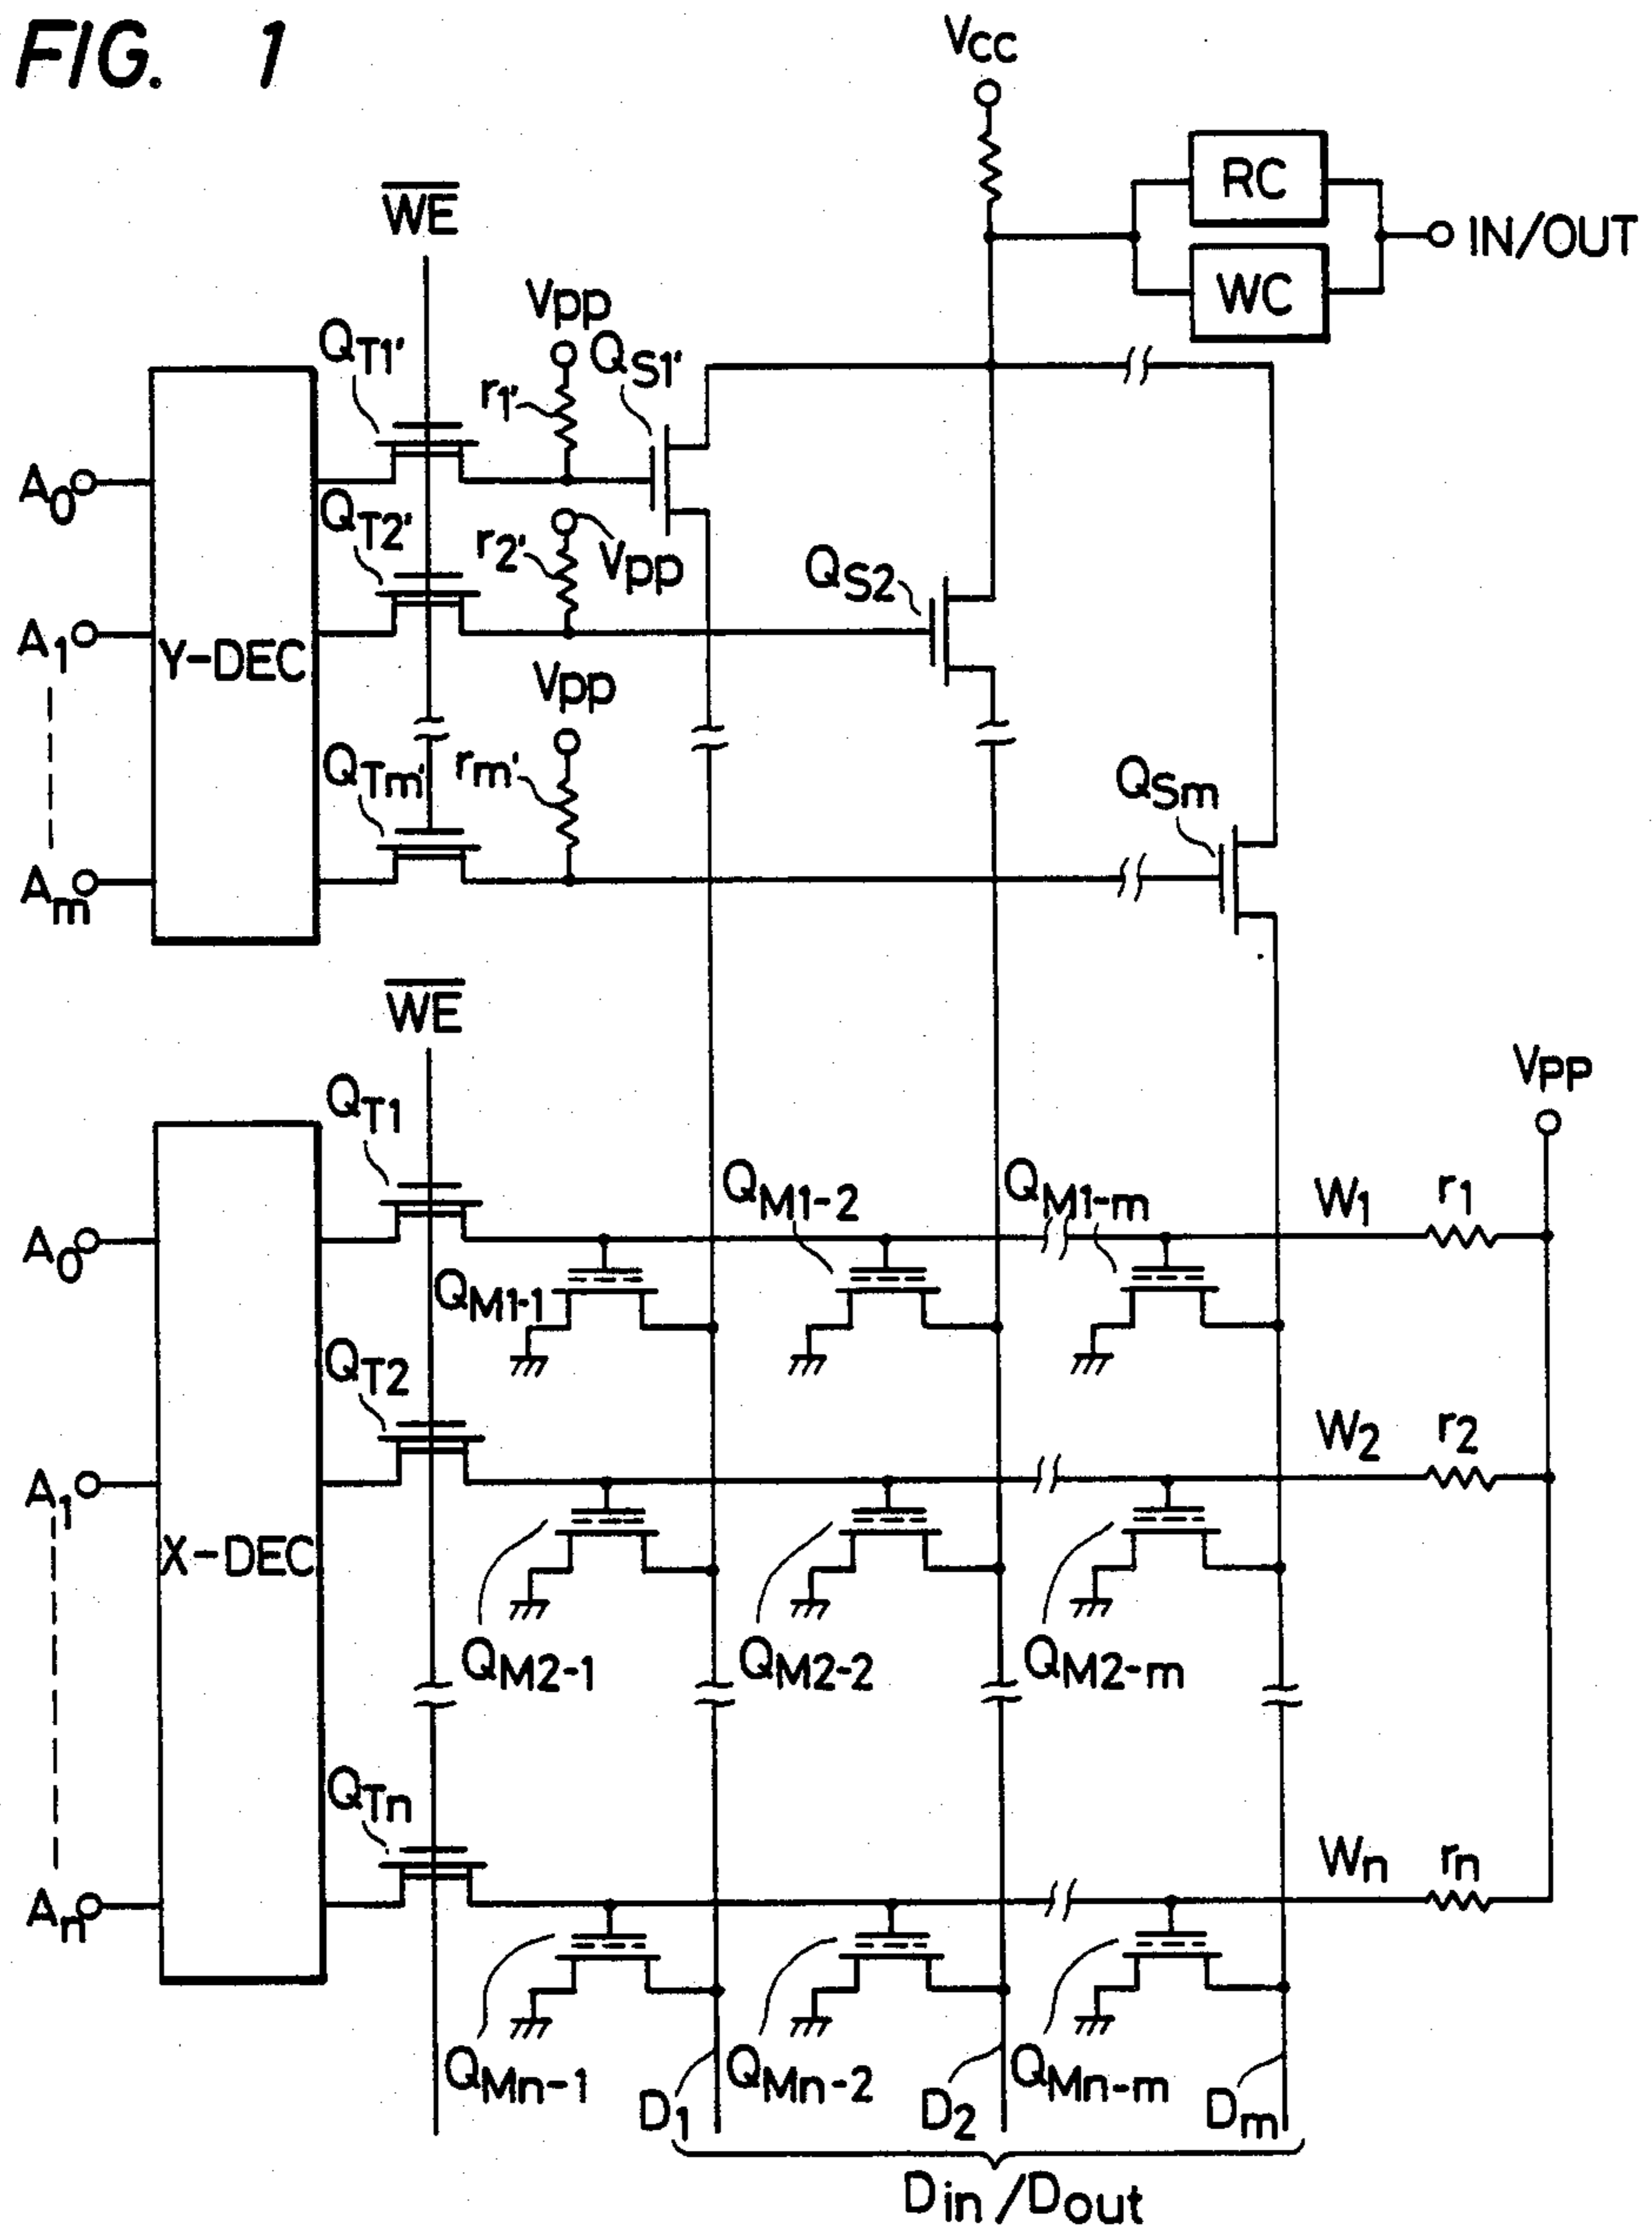 FIG. 1
VCC
RC
IN/OUT
WC
WE
VPP
QT1'
r1'
QS1'
A0
QT2'
r2'
VPP
QS2
A1
Y-DEC
VPP
QTm'
rm'
QSm
Am
WE
VPP
QT1
QM1-2
QM1-m
W1
r1
A0
QM1-1
QT2
W2
r2
A1
X-DEC
QM2-1
QM2-2
QM2-m
QTn
Wn
rn
An
QMn-1
D1
QMn-2
D2
QMn-m
Dm
Din/Dout